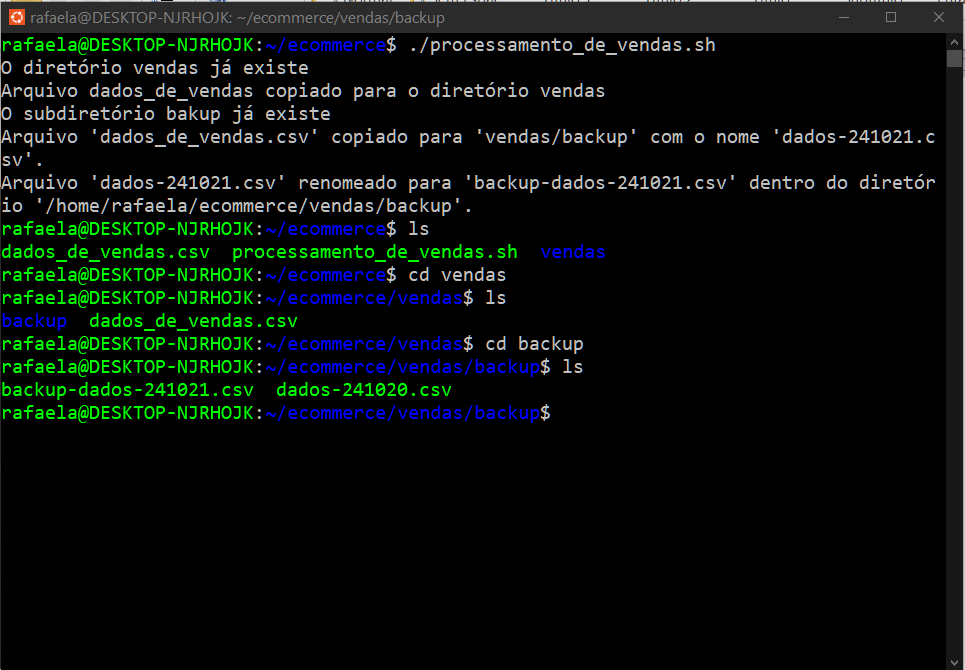 rafaela@DESKTOP-NJRHOJK: ~/ecommerce/vendas/backup
rafaela@DESKTOP-NJRHOJK:~/ecommerce$ ./processamento_de_vendas.sh
O diretório vendas já existe
Arquivo dados_de_vendas copiado para o diretório vendas
O subdiretório bakup já existe
Arquivo 'dados_de_vendas.csv' copiado para 'vendas/backup' com o nome 'dados-241021.c
sv'.
Arquivo 'dados-241021.csv' renomeado para 'backup-dados-241021.csv' dentro do diretór
io '/home/rafaela/ecommerce/vendas/backup'.
rafaela@DESKTOP-NJRHOJK:~/ecommerce$ ls
dados_de_vendas.csv  processamento_de_vendas.sh  vendas
rafaela@DESKTOP-NJRHOJK:~/ecommerce$ cd vendas
rafaela@DESKTOP-NJRHOJK:~/ecommerce/vendas$ ls
backup  dados_de_vendas.csv
rafaela@DESKTOP-NJRHOJK:~/ecommerce/vendas$ cd backup
rafaela@DESKTOP-NJRHOJK:~/ecommerce/vendas/backup$ ls
backup-dados-241021.csv  dados-241020.csv
rafaela@DESKTOP-NJRHOJK:~/ecommerce/vendas/backup$